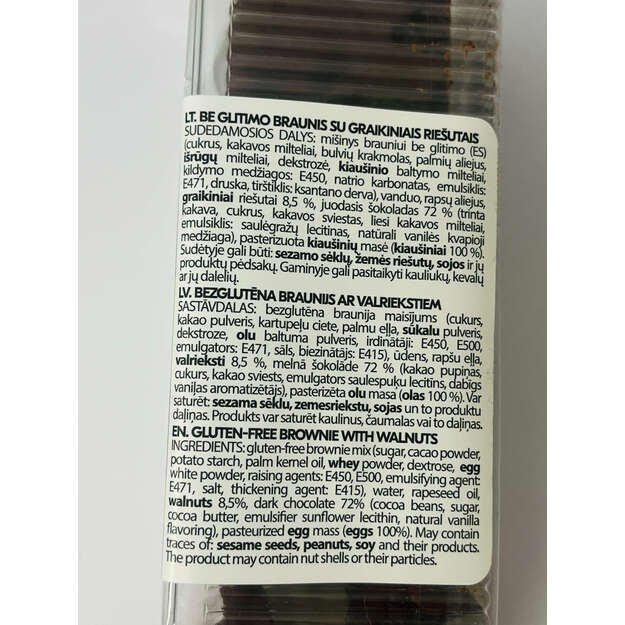 LT. BE GLITIMO BRAUNIS SU GRAIKINIAIS RIEŠUTAIS
SUDEDAMOSIOS DALYS: mišinys brauniui be glitimo (ES)
(cukrus, kakavos milteliai, bulvių krakmolas, palmių aliejus,
išrūgų milteliai, dekstrozė, kiaušinio baltymo milteliai,
kildymo medžiagos: E450, natrio karbonatas, emulsiklis:
E471, druska, tirštiklis: ksantano derva), vanduo, rapsų aliejus,
graikiniai riešutai 8,5 %, juodasis šokoladas 72 % (trinta
kakava, cukrus, kakavos sviestas, liesi kakavos milteliai,
emulsiklis: saulėgrąžų lecitinas, natūrali vanilės kvapioji
medžiaga), pasterizuota kiaušinių masė (kiaušiniai 100 %).
Sudėtyje gali būti: sezamo sėklų, žemės riešutų, sojos ir jų
produktų pėdsakų. Gaminyje gali pasitaikyti kauliukų, kevalų
ar jų dalelių.
LV. BEZGLUTĒNA BRAUNIJS AR VALRIEKSTIEM
SASTĀVDALAS: bezglutēna braunija maisījums (cukurs,
kakao pulveris, kartupeļu ciete, palmu eļļa, sūkalu pulveris,
dekstroze, olu baltuma pulveris, irdinātāji: E450, E500,
emulgators: E471, sāls, biezinātājs: E415), ūdens, rapšu eļļa,
valrieksti 8,5 %, melnā šokolāde 72 % (kakao pupiņas,
cukurs, kakao sviests, emulgators saulespuķu lecitīns, dabīgs
vaniļas aromatizētājs), pasterizēta olu masa (olas 100 %). Var
saturēt: sezama sēklu, zemesriekstu, sojas un to produktu
daļiņas. Produkts var saturēt kaulinus, čaumalas vai to daļiņas.
EN. GLUTEN-FREE BROWNIE WITH WALNUTS
INGREDIENTS: gluten-free brownie mix (sugar, cacao powder,
potato starch, palm kernel oil, whey powder, dextrose, egg
white powder, raising agents: E450, E500, emulsifying agent:
E471, salt, thickening agent: E415), water, rapeseed oil,
walnuts 8,5%, dark chocolate 72% (cocoa beans, sugar,
cocoa butter, emulsifier sunflower lecithin, natural vanilla
flavoring), pasteurized egg mass (eggs 100%). May contain
traces of: sesame seeds, peanuts, soy and their products.
The product may contain nut shells or their particles.